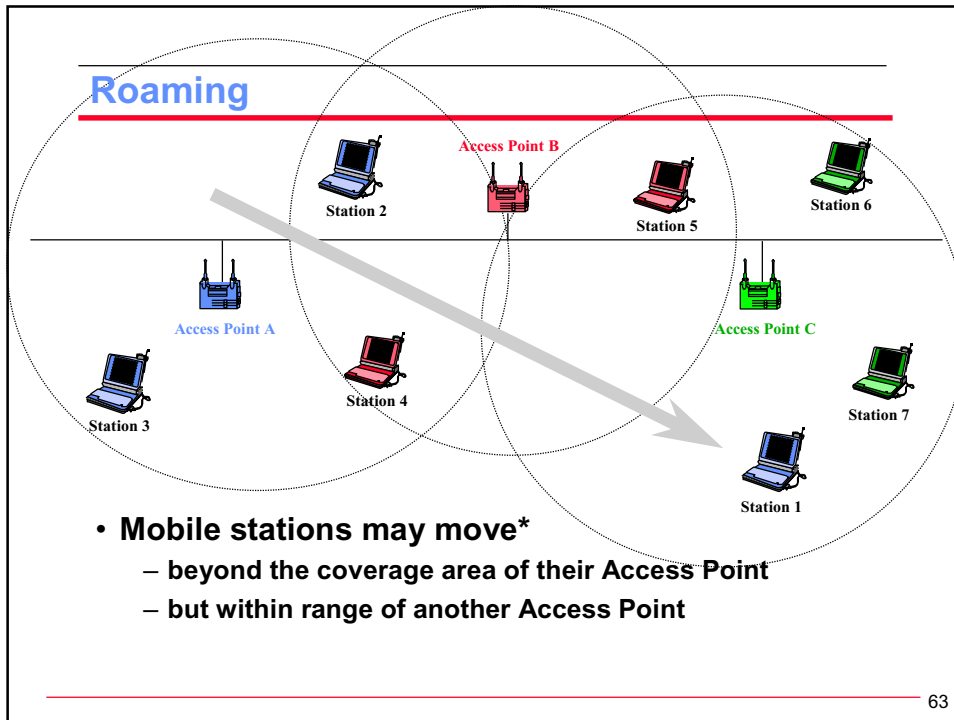 Roaming
Access Point B
Station 2
Station 5
Station 6
Access Point A
Access Point C
Station 3
Station 4
Station 7
Station 1
• Mobile stations may move*
– beyond the coverage area of their Access Point
– but within range of another Access Point
63